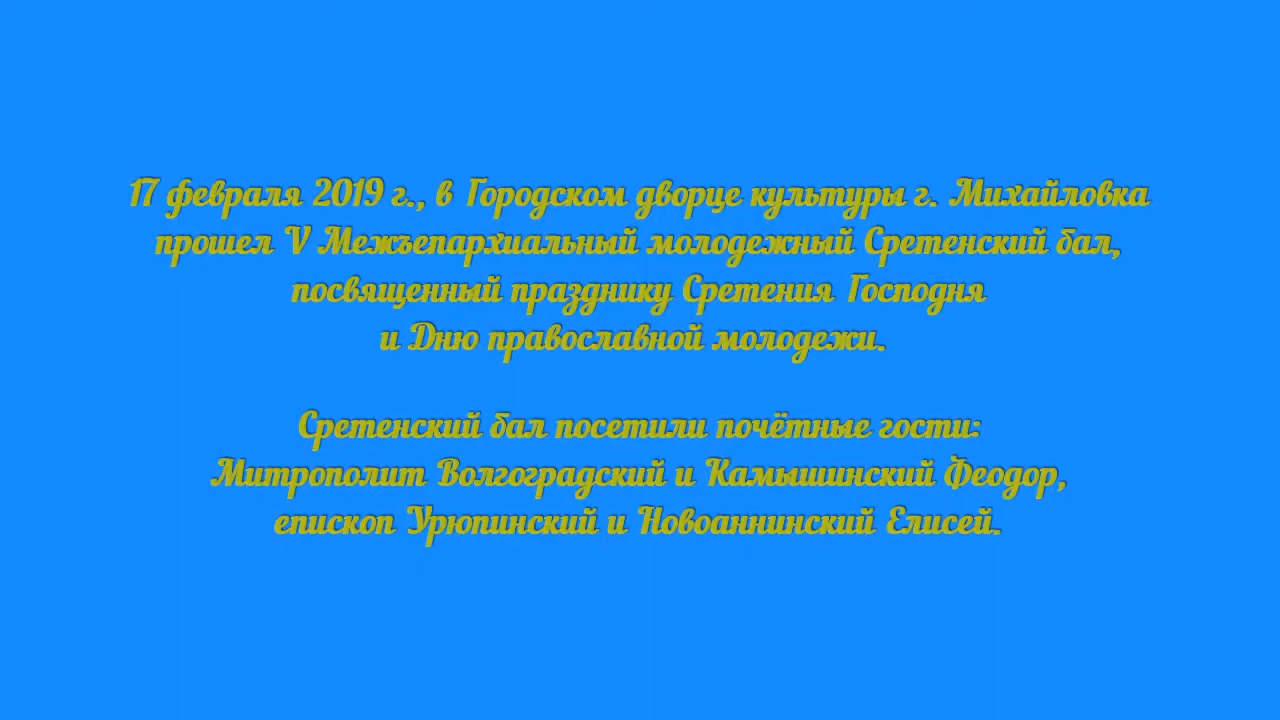 17 февраля 2019 г., в Городском дворце культуры г. Михайловка
прошел V Межъепархиальный молодежный Сретенский бал,
посвященный празднику Сретения Господня
и Дню православной молодежи.
Сретенский бал посетили почётные гости:
Митрополит Волгоградский и Камышинский Феодор,
епископ Урюпинский и Новоаннинский Елисей.